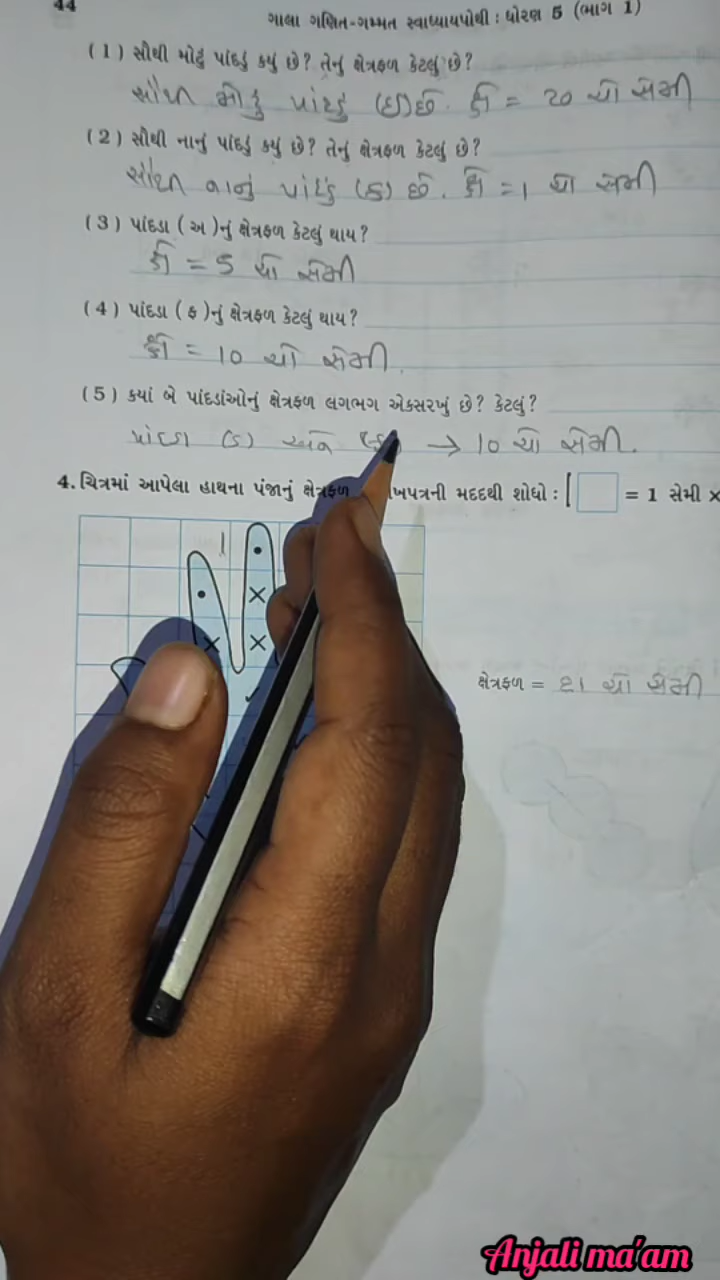 44
ગાલા ગણિત-ગમ્મત સ્વાધ્યાયપોથી : ધોરણ 5 (ભાગ 1)
(1) સૌથી મોટું પાંદડું કયું છે? તેનું ક્ષેત્રફળ કેટલું છે?
સૌથી મોટું પાંદડું (ઇ) છે. ક્ષે = 20 ચો સેમી
(2) સૌથી નાનું પાંદડું કયું છે? તેનું ક્ષેત્રફળ કેટલું છે?
સૌથી નાનું પાંદડું (ક) છે. ક્ષે = 1 ચો સેમી
(3) પાંદડા (અ)નું ક્ષેત્રફળ કેટલું થાય?
ક્ષે = 5 ચો સેમી
(4) પાંદડા (ફ)નું ક્ષેત્રફળ કેટલું થાય?
ક્ષે = 10 ચો સેમી.
(5) કયાં બે પાંદડાંઓનું ક્ષેત્રફળ લગભગ એકસરખું છે? કેટલું?
અને → 10 ચો સેમી.
4. ચિત્રમાં આપેલા હાથના પંજાનું ક્ષેત્રફળ ખપત્રની મદદથી શોધો : [ = 1 સેમી ×
ક્ષેત્રફળ = ચો સેમી
Anjali ma'am